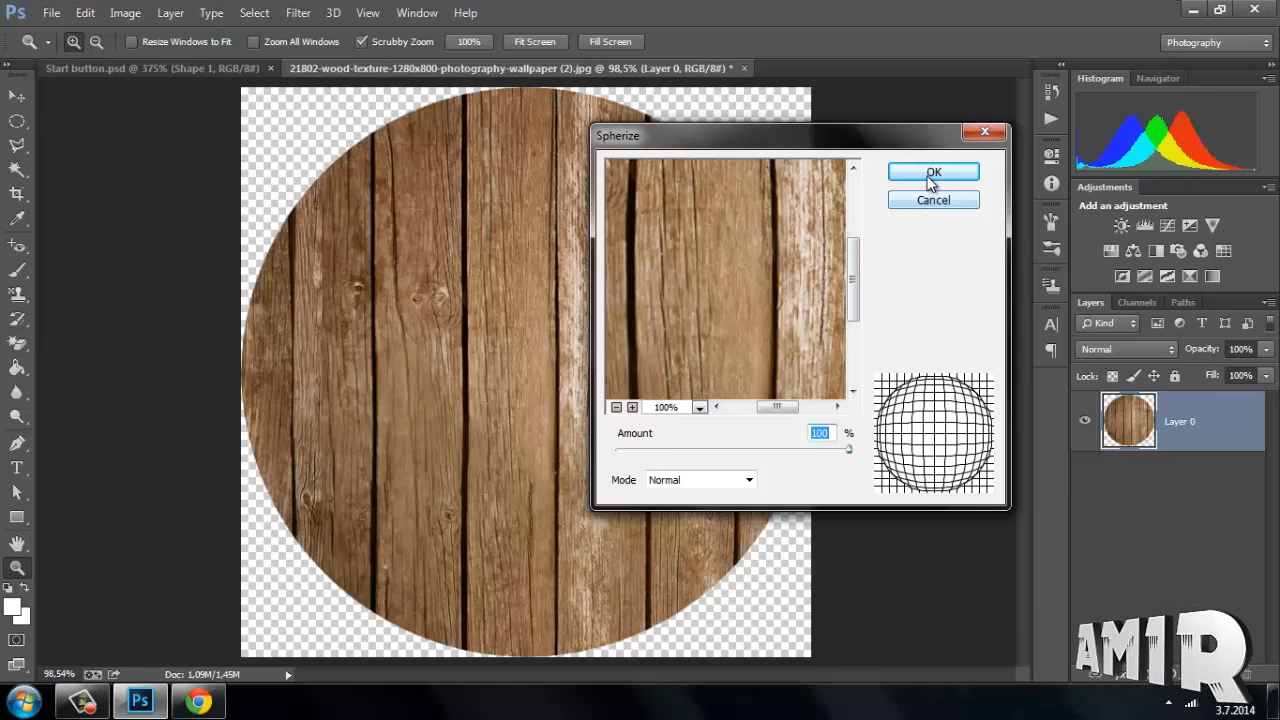 Ps File Edit Image Layer Type Select Filter 3D View Window Help
Resize Windows to Fit Zoom All Windows Scrubby Zoom 100% Fit Screen Fill Screen Photography
Start button.psd @ 375% (Shape 1, RGB/8#) × 21802-wood-texture-1280x800-photography-wallpaper (2).jpg @ 98,5% (Layer 0, RGB/8#) * ×
Histogram Navigator
Spherize
OK
Cancel
100%
Amount 100 %
Mode Normal
Adjustments
Add an adjustment
Layers Channels Paths
Kind
Normal Opacity: 100%
Lock: Fill: 100%
Layer 0
98,54% Doc: 1,09M/1,45M
AM1R
Ps
3.7.2014